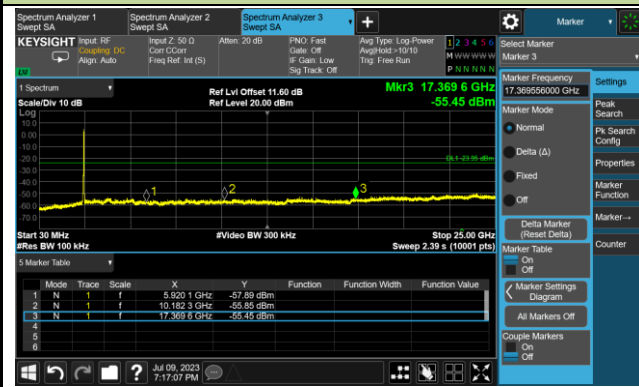 Spectrum Analyzer 1
Swept SA
Spectrum Analyzer 2
Swept SA
Spectrum Analyzer 3
Swept SA
+
Marker
KEYSIGHT
Input: RF
Coupling: DC
Align: Auto
Input Z: 50 Ω
Corr CCorr
Freq Ref: Int (S)
Atten: 20 dB
PNO: Fast
Gate: Off
IF Gain: Low
Sig Track: Off
Avg Type: Log-Power
Avg|Hold:>10/10
Trig: Free Run
1 2 3 4 5 6
M W W W W W
P N N N N N
LVI
Select Marker
Marker 3
1 Spectrum
Scale/Div 10 dB
Ref Lvl Offset 11.60 dB
Ref Level 20.00 dBm
Mkr3 17.369 6 GHz
-55.45 dBm
Log
10.0
0.00
-10.0
-20.0
-30.0
-40.0
-50.0
-60.0
-70.0
DL1 -23.95 dBm
1
2
3
Start 30 MHz
#Res BW 100 kHz
#Video BW 300 kHz
Stop 25.00 GHz
Sweep 2.39 s (10001 pts)
5 Marker Table
Mode Trace Scale X Y Function Function Width Function Value
1 N 1 f 5.920 1 GHz -57.89 dBm
2 N 1 f 10.182 3 GHz -55.85 dBm
3 N 1 f 17.369 6 GHz -55.45 dBm
4
5
6
Marker Frequency
17.369556000 GHz
Marker Mode
Normal
Delta (Δ)
Fixed
Off
Delta Marker
(Reset Delta)
Marker Table
On
Off
Marker Settings
Diagram
All Markers Off
Couple Markers
On
Off
Settings
Peak
Search
Pk Search
Config
Properties
Marker
Function
Marker→
Counter
?
Jul 09, 2023
7:17:07 PM